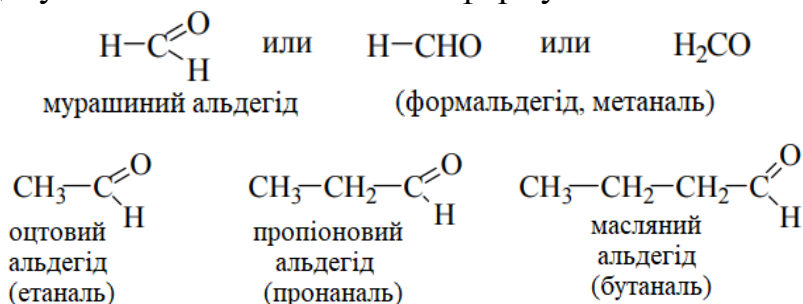 H−C=O или H−CHO или H₂CO
H
мурашиний альдегід (формальдегід, метаналь)
CH₃−C=O CH₃−CH₂−C=O CH₃−CH₂−CH₂−C=O
H H H
оцтовий пропіоновий масляний
альдегід альдегід альдегід
(етаналь) (пронаналь) (бутаналь)